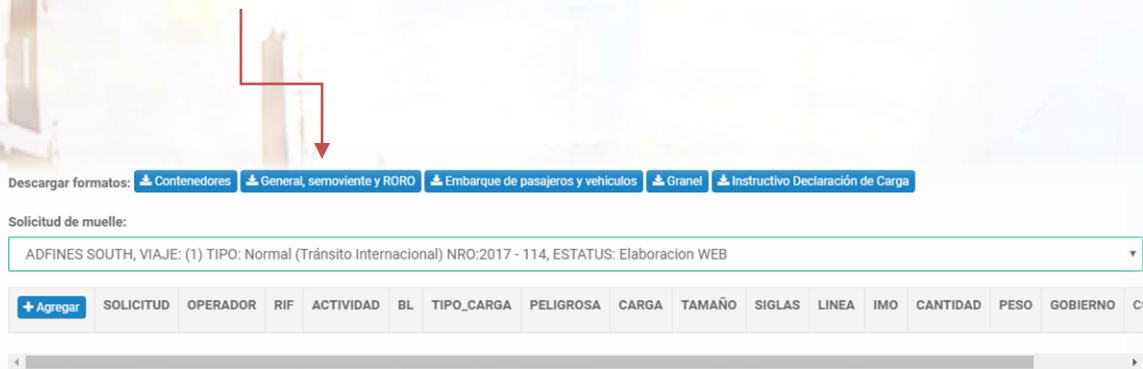 Descargar formatos: Contenedores General, semoviente y RORO Embarque de pasajeros y vehiculos Granel Instructivo Declaración de Carga
Solicitud de muelle:
ADFINES SOUTH, VIAJE: (1) TIPO: Normal (Tránsito Internacional) NRO:2017 - 114, ESTATUS: Elaboracion WEB
+ Agregar SOLICITUD OPERADOR RIF ACTIVIDAD BL TIPO_CARGA PELIGROSA CARGA TAMAÑO SIGLAS LINEA IMO CANTIDAD PESO GOBIERNO